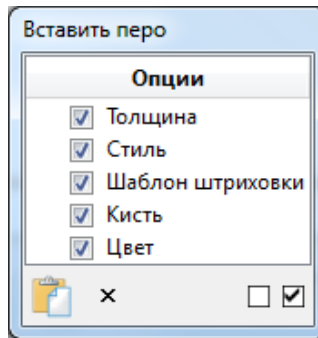 Вставить перо
Опции
Толщина
Стиль
Шаблон штриховки
Кисть
Цвет